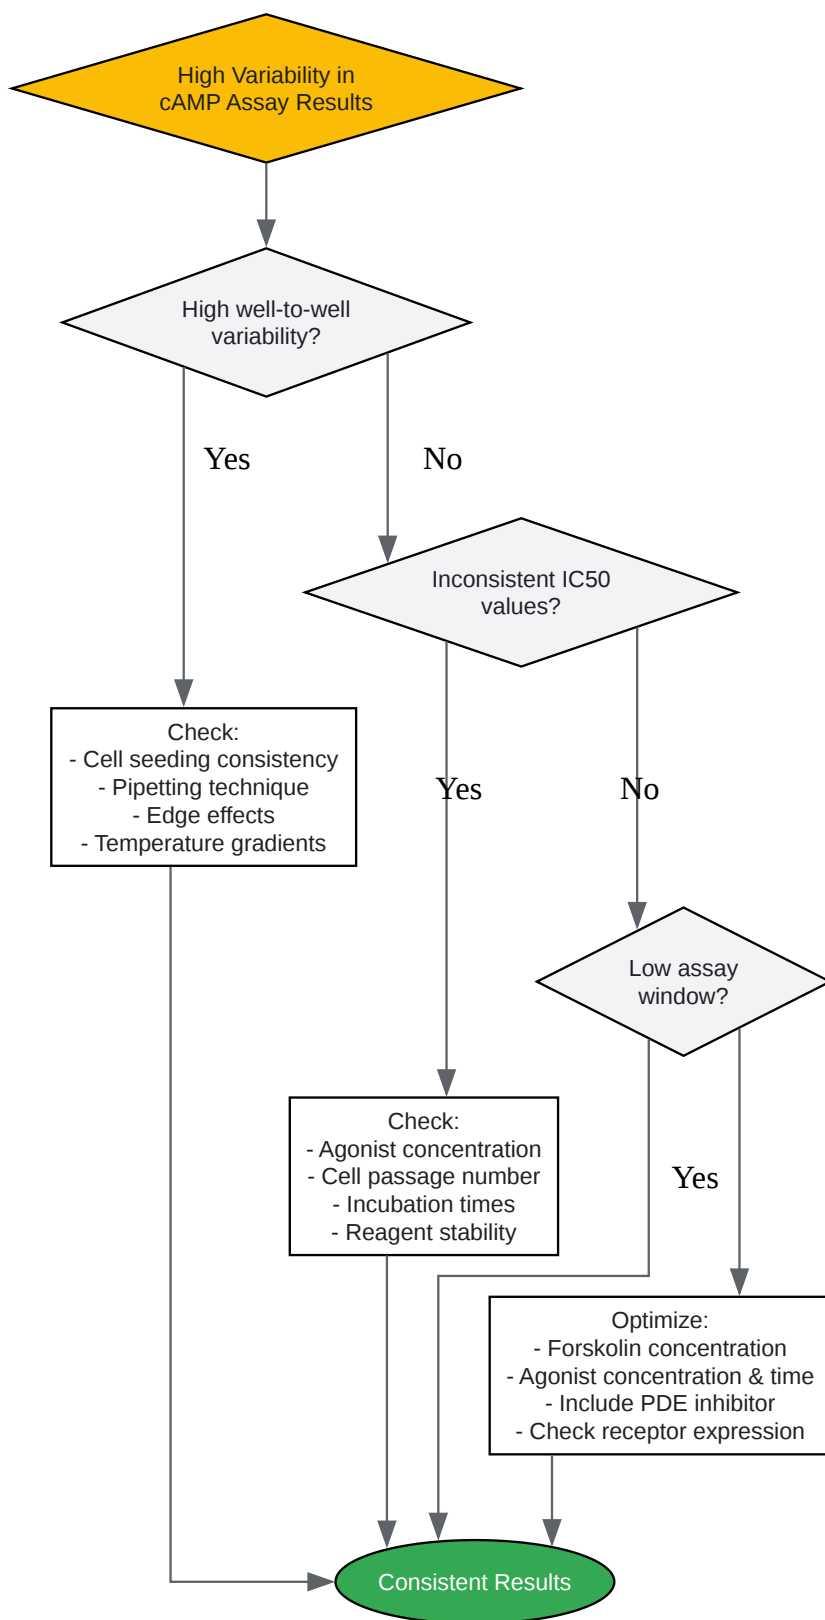 High Variability in
cAMP Assay Results
High well-to-well
variability?
Yes
No
Inconsistent IC50
values?
Check:
- Cell seeding consistency
- Pipetting technique
- Edge effects
- Temperature gradients
Yes
No
Low assay
window?
Check:
- Agonist concentration
- Cell passage number
- Incubation times
- Reagent stability
Yes
Optimize:
- Forskolin concentration
- Agonist concentration & time
- Include PDE inhibitor
- Check receptor expression
Consistent Results